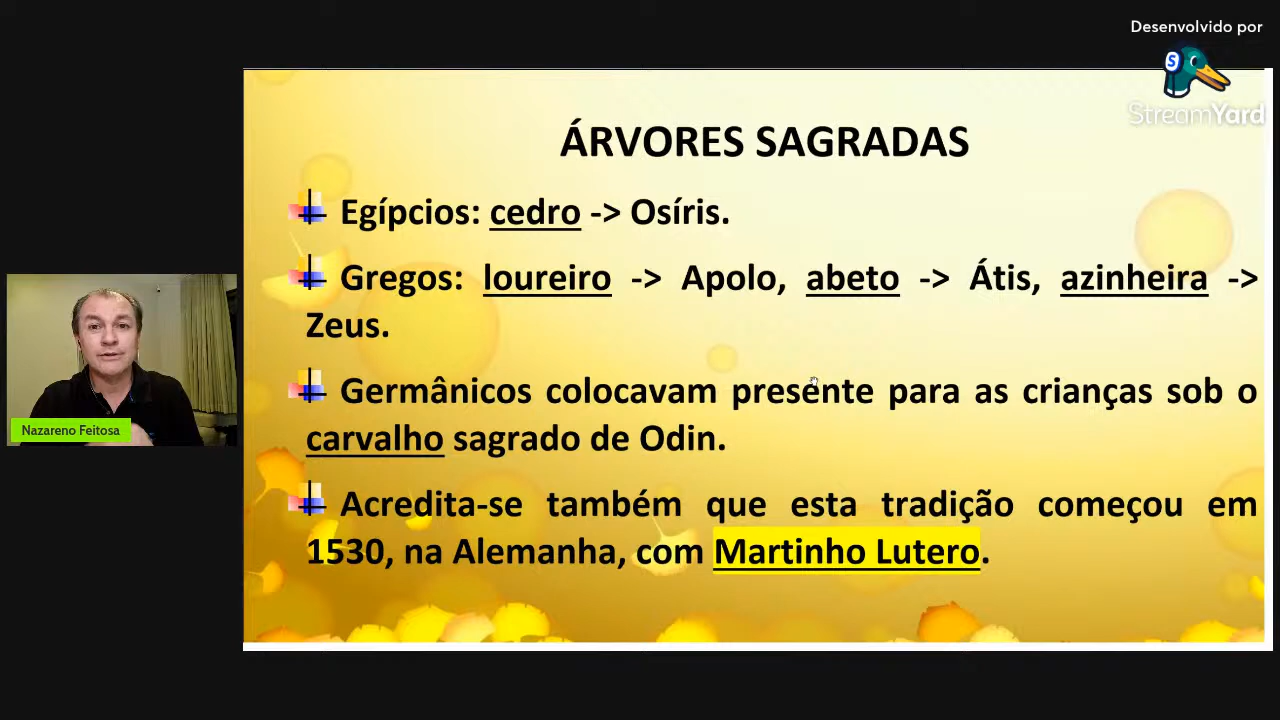 Desenvolvido por
StreamYard
ÁRVORES SAGRADAS
Egípcios: cedro -> Osíris.
Gregos: loureiro -> Apolo, abeto -> Átis, azinheira ->
Zeus.
Germânicos colocavam presente para as crianças sob o
carvalho sagrado de Odin.
Acredita-se também que esta tradição começou em
1530, na Alemanha, com Martinho Lutero.
Nazareno Feitosa